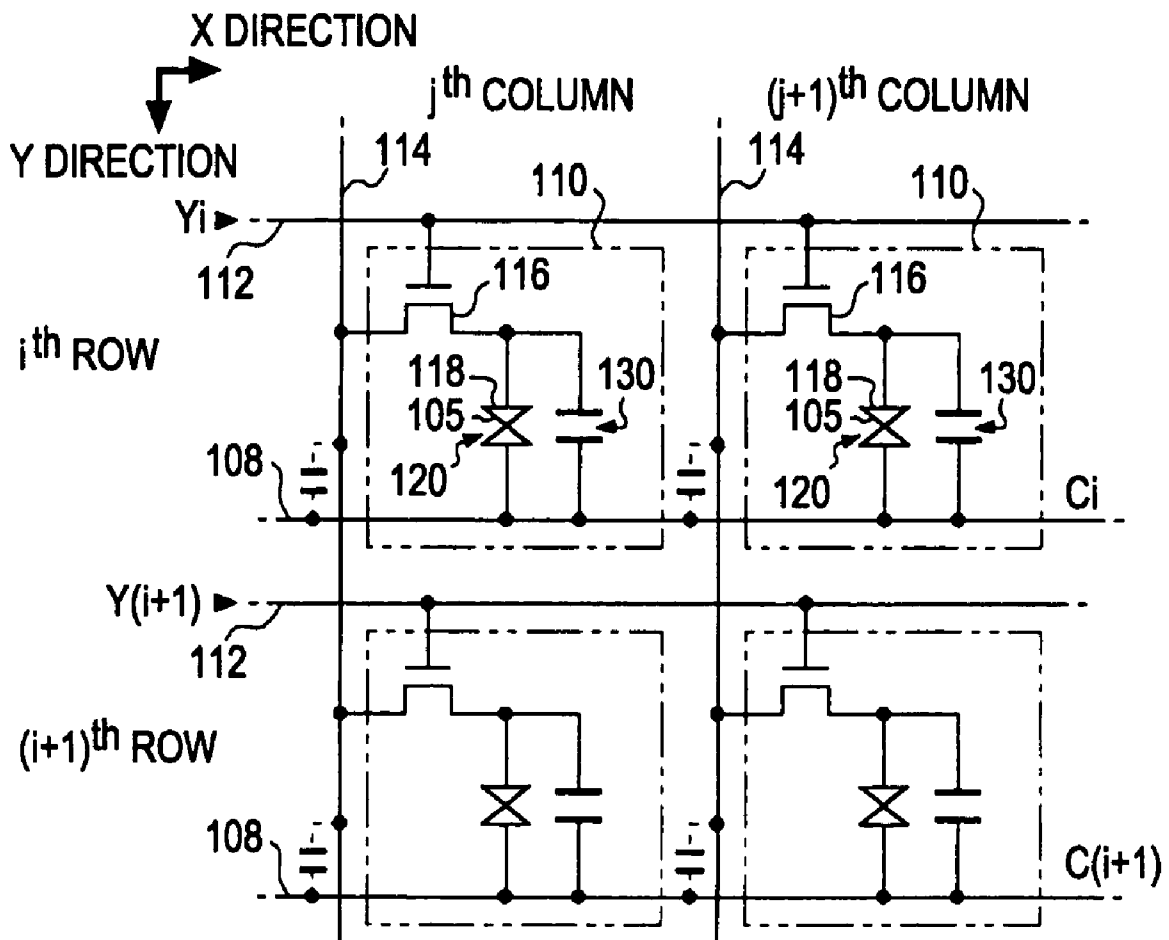 X DIRECTION
Y DIRECTION
jth COLUMN
(j+1)th COLUMN
114
114
110
110
Yi
112
116
116
ith ROW
118
105
120
130
118
105
120
130
108
Ci
Y(i+1)
112
(i+1)th ROW
108
C(i+1)